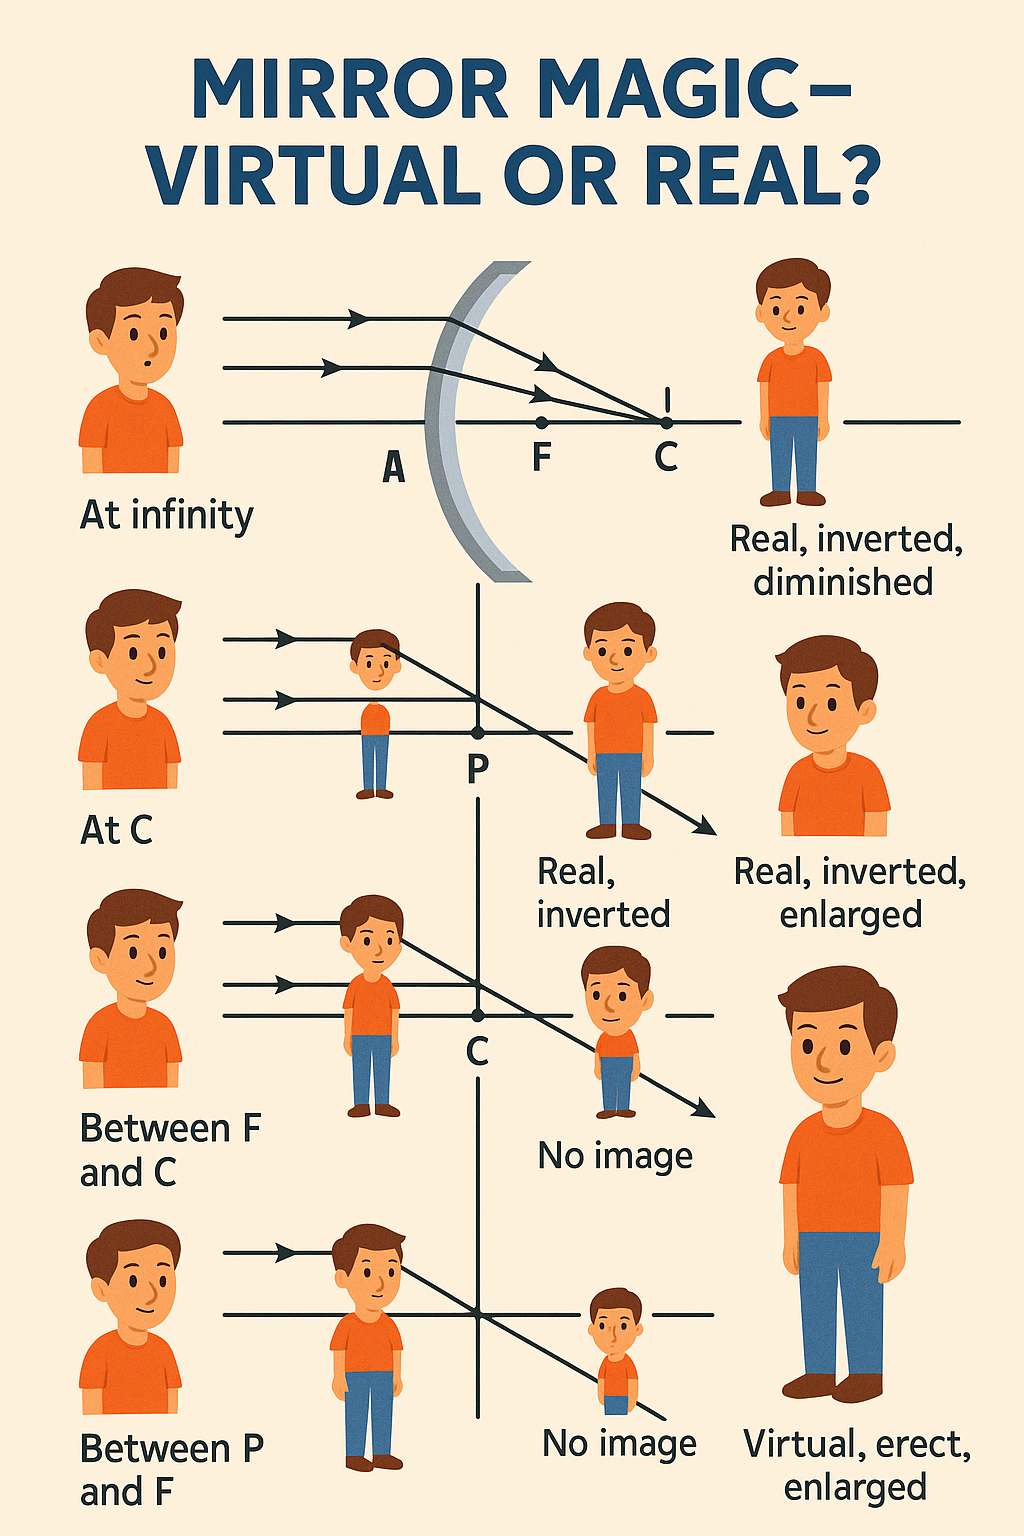 MIRROR MAGIC–
VIRTUAL OR REAL?
I
A
F
C
At infinity
Real, inverted,
diminished
P
At C
Real,
inverted
Real, inverted,
enlarged
C
Between F
and C
No image
Between P
and F
No image
Virtual, erect,
enlarged